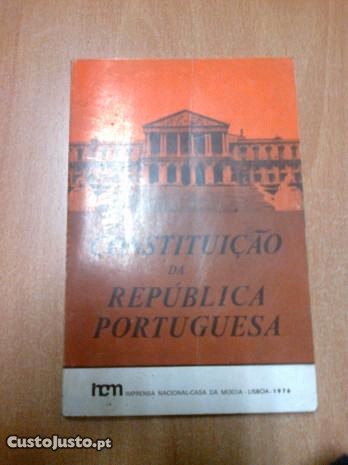 CONSTITUIÇÃO
DA
REPÚBLICA
PORTUGUESA
incm IMPRENSA NACIONAL-CASA DA MOEDA - LISBOA - 1976
CustoJusto.pt